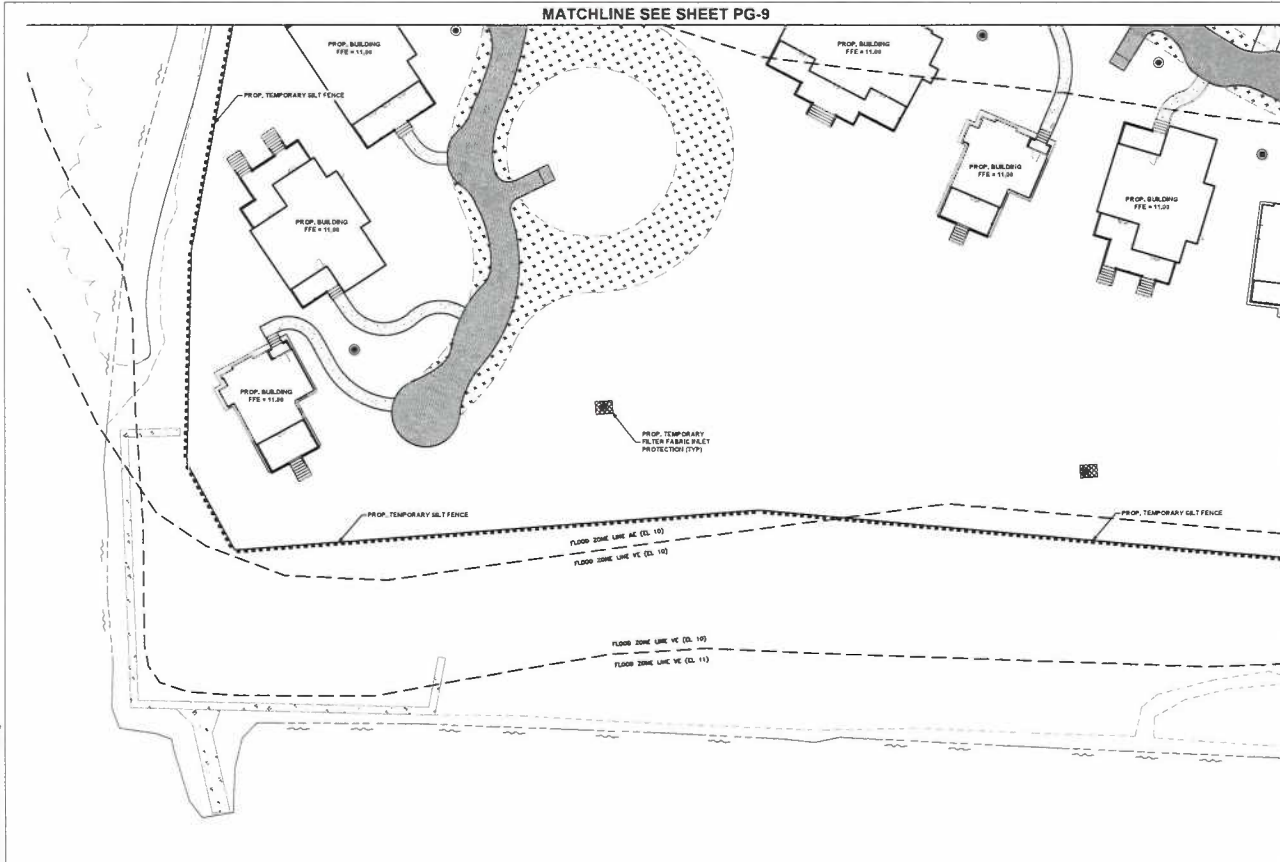 MATCHLINE SEE SHEET PG-9
PROP. BUILDING
FFE = 11.00
PROP. BUILDING
FFE = 11.00
PROP. TEMPORARY SILT FENCE
PROP. BUILDING
FFE = 11.00
PROP. BUILDING
FFE = 11.00
PROP. BUILDING
FFE = 11.00
PROP. BUILDING
FFE = 11.00
PROP. TEMPORARY
FILTER FABRIC INLET
PROTECTION (TYP)
PROP. TEMPORARY SILT FENCE
PROP. TEMPORARY SILT FENCE
FLOOD ZONE LINE AE (EL 10)
FLOOD ZONE LINE VE (EL 10)
FLOOD ZONE LINE VE (EL 10)
FLOOD ZONE LINE VE (EL 11)